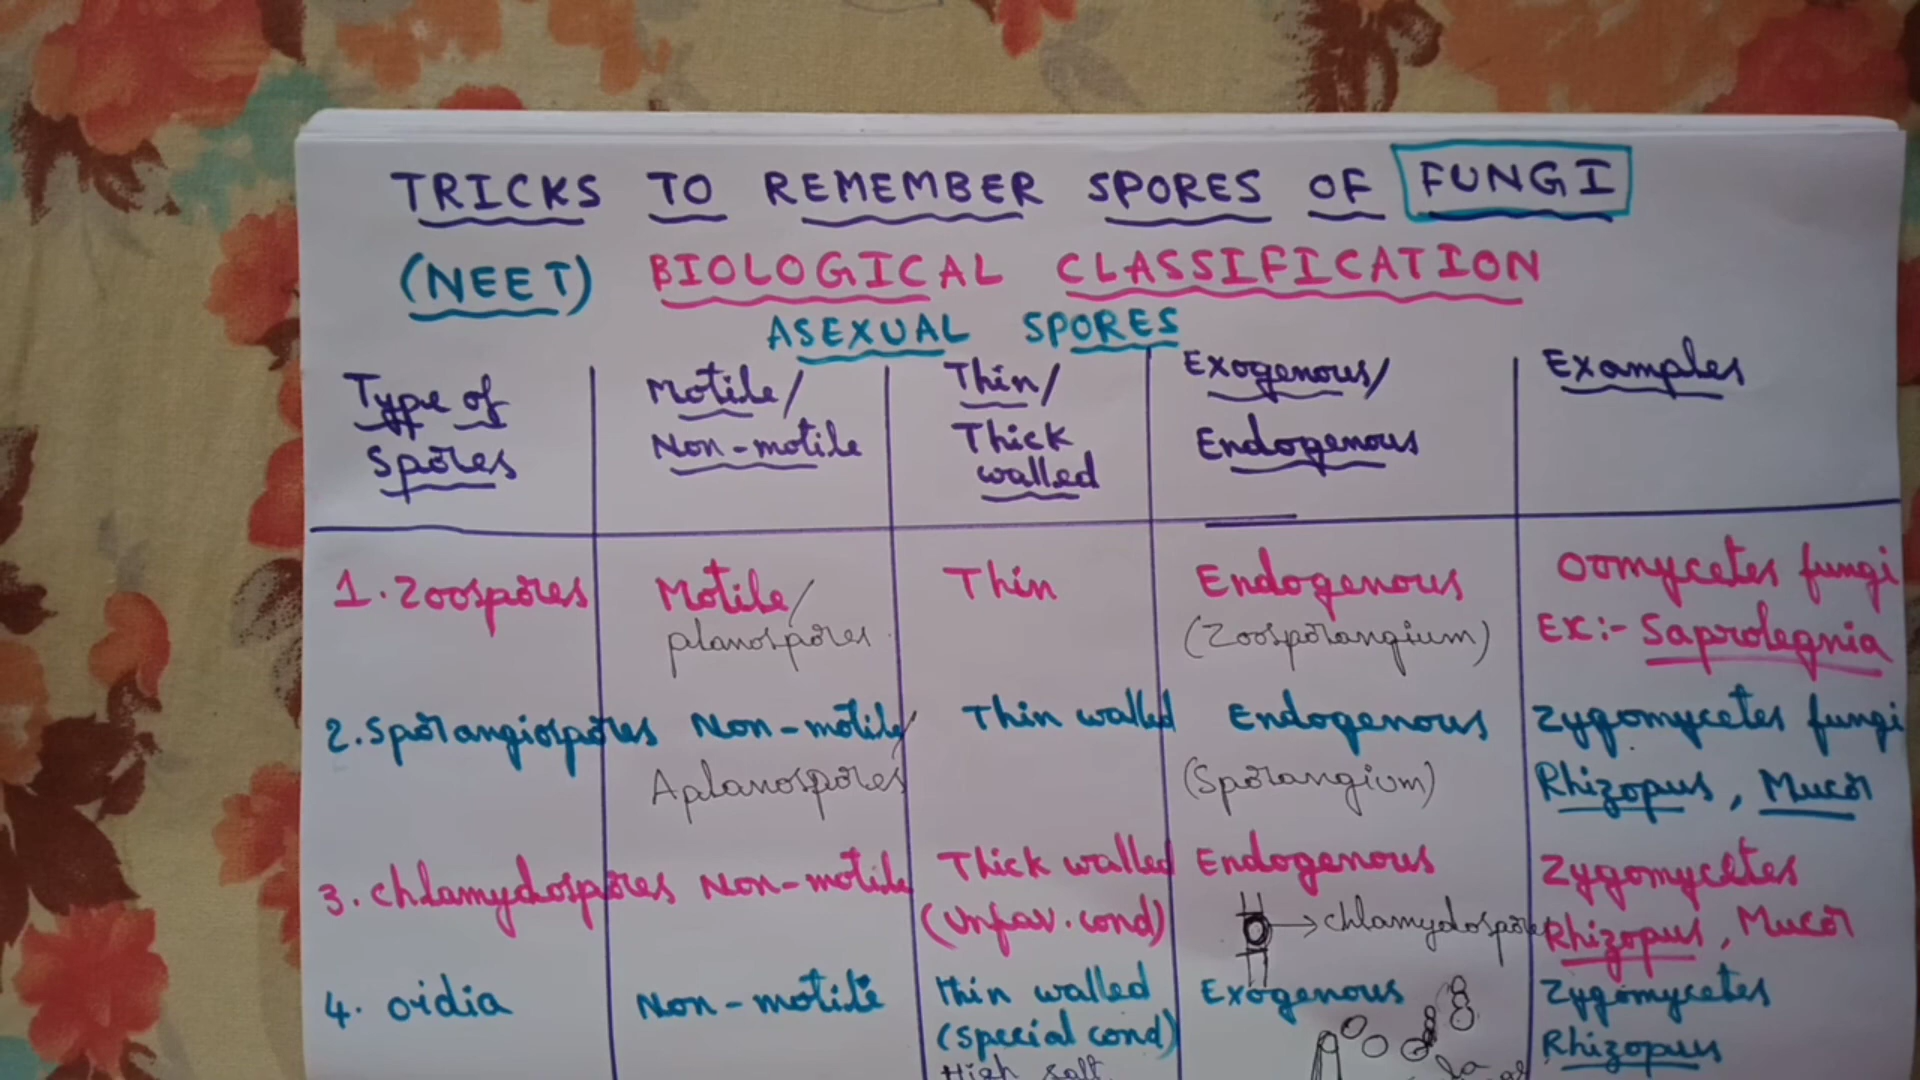 TRICKS TO REMEMBER SPORES OF FUNGI
(NEET) BIOLOGICAL CLASSIFICATION
ASEXUAL SPORES
Type of Spores
Motile/ Non-motile
Thin/ Thick walled
Exogenous/ Endogenous
Examples
1. Zoospores
Motile/ planospores
Thin
Endogenous (Zoosporangium)
Oomycetes fungi
Ex:- Saprolegnia
2. Sporangiospores
Non-motile/ Aplanospores
Thin walled
Endogenous (Sporangium)
Zygomycetes fungi
Rhizopus, Mucor
3. Chlamydospores
Non-motile
Thick walled (Unfav. cond)
Endogenous
chlamydospore
Zygomycetes
Rhizopus, Mucor
4. oidia
Non-motile
thin walled (Special cond)
High salt
Exogenous
Zygomycetes
Rhizopus